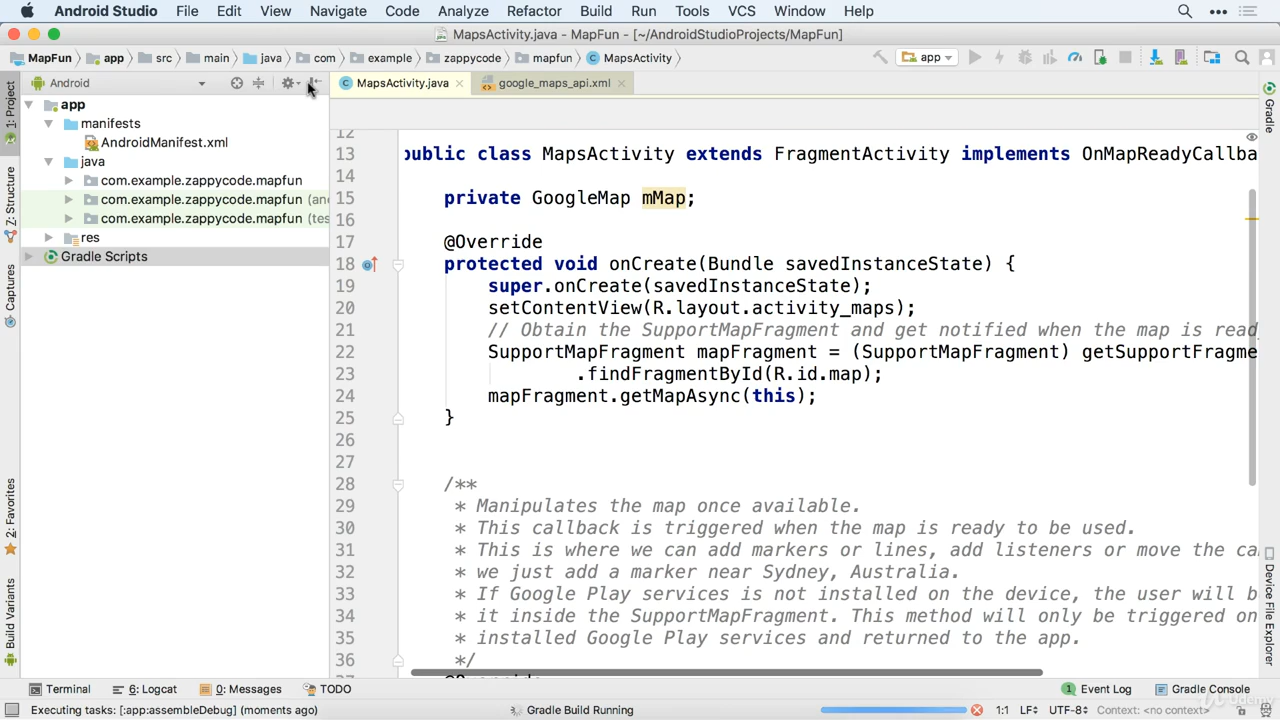 Android Studio File Edit View Navigate Code Analyze Refactor Build Run Tools VCS Window Help
MapsActivity.java - MapFun - [~/AndroidStudioProjects/MapFun]
MapFun app src main java com example zappycode mapfun MapsActivity app
1: Project
Z: Structure
Captures
2: Favorites
Build Variants
Android
app
manifests
AndroidManifest.xml
java
com.example.zappycode.mapfun
com.example.zappycode.mapfun (an
com.example.zappycode.mapfun (tes
res
Gradle Scripts
MapsActivity.java google_maps_api.xml
12
13 public class MapsActivity extends FragmentActivity implements OnMapReadyCallba
14
15 private GoogleMap mMap;
16
17 @Override
18 protected void onCreate(Bundle savedInstanceState) {
19 super.onCreate(savedInstanceState);
20 setContentView(R.layout.activity_maps);
21 // Obtain the SupportMapFragment and get notified when the map is read
22 SupportMapFragment mapFragment = (SupportMapFragment) getSupportFragme
23 .findFragmentById(R.id.map);
24 mapFragment.getMapAsync(this);
25 }
26
27
28 /**
29 * Manipulates the map once available.
30 * This callback is triggered when the map is ready to be used.
31 * This is where we can add markers or lines, add listeners or move the ca
32 * we just add a marker near Sydney, Australia.
33 * If Google Play services is not installed on the device, the user will b
34 * it inside the SupportMapFragment. This method will only be triggered on
35 * installed Google Play services and returned to the app.
36 */
Gradle
Device File Explorer
Terminal 6: Logcat 0: Messages TODO Event Log Gradle Console
Executing tasks: [:app:assembleDebug] (moments ago) Gradle Build Running 1:1 LF UTF-8 Context: <no context>
Udemy